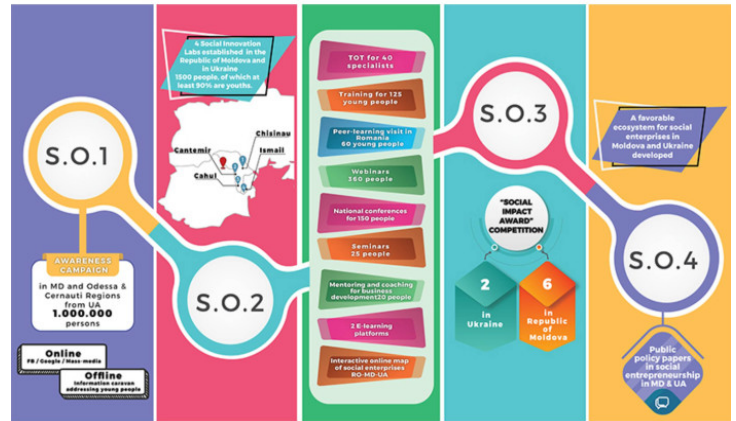 S.O.1
AWARENESS
CAMPAIGN
in MD and Odessa &
Cernauti Regions
from UA
1.000.000
persons
Online
FB / Google / Mass-media
Offline
Information caravan
addressing young people
4 Social Innovation
Labs established in the
Republic of Moldova and
in Ukraine
1500 people, of which at
least 90% are youths.
Chisinau
Cantemir
Ismail
Cahul
S.O.2
TOT for 40
specialists
Training for 125
young people
Peer-learning visit in
Romania
60 young people
Webinars
360 people
National conferences
for 150 people
Seminars
25 people
Mentoring and coaching
for business
development20 people
2 E-learning
platforms
Interactive online map
of social enterprises
RO-MD-UA
S.O.3
"SOCIAL
IMPACT
AWARD"
COMPETITION
2
in
Ukraine
6
in
Republic
of
Moldova
A favorable
ecosystem for social
enterprises in
Moldova and Ukraine
developed
S.O.4
Public
policy papers
in social
entrepreneurship
in MD & UA